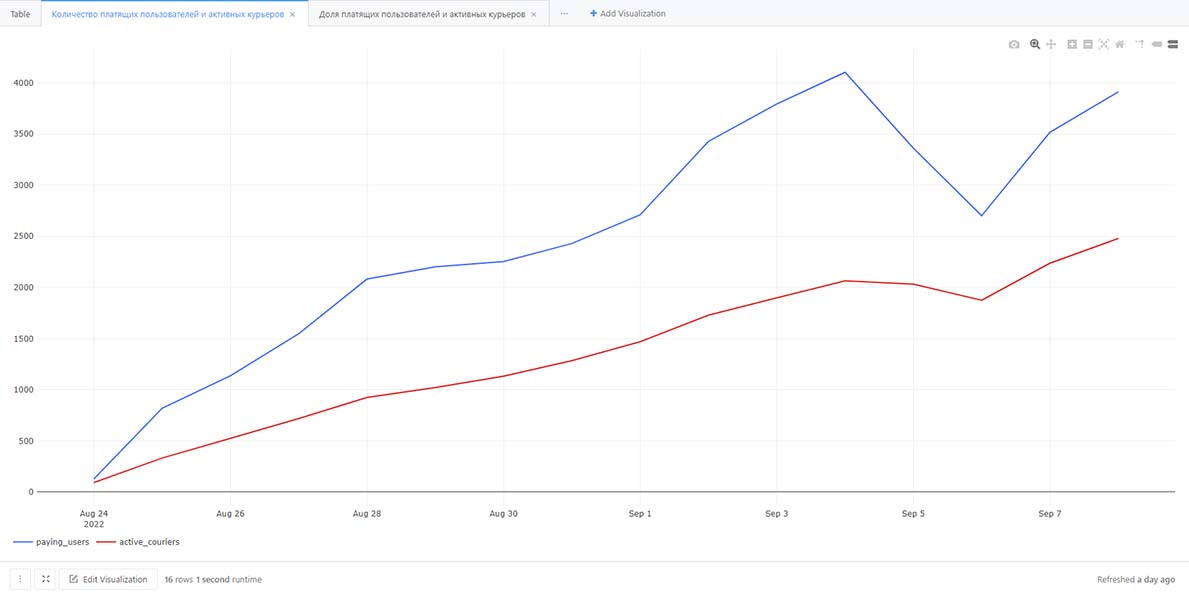 Table Количество платящих пользователей и активных курьеров × Доля платящих пользователей и активных курьеров × ··· + Add Visualization
4000
3500
3000
2500
2000
1500
1000
500
0
Aug 24 Aug 26 Aug 28 Aug 30 Sep 1 Sep 3 Sep 5 Sep 7
2022
paying_users active_couriers
Edit Visualization 16 rows 1 second runtime Refreshed a day ago